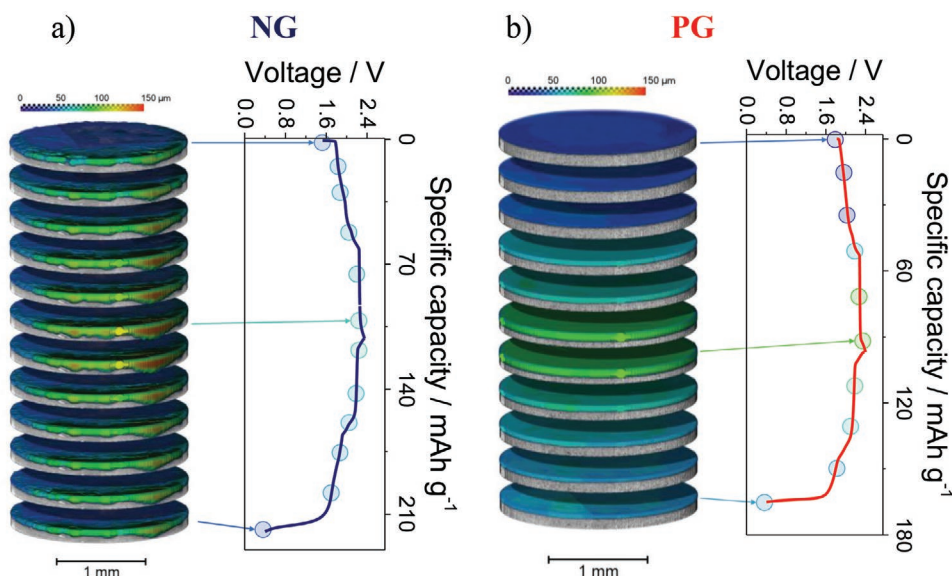 a)
NG
Voltage / V
0 50 100 150 µm
0.0 0.8 1.6 2.4
0
70
140
210
Specific capacity / mAh g⁻¹
1 mm
b)
PG
Voltage / V
0 50 100 150 µm
0.0 0.8 1.6 2.4
0
60
120
180
Specific capacity / mAh g⁻¹
1 mm